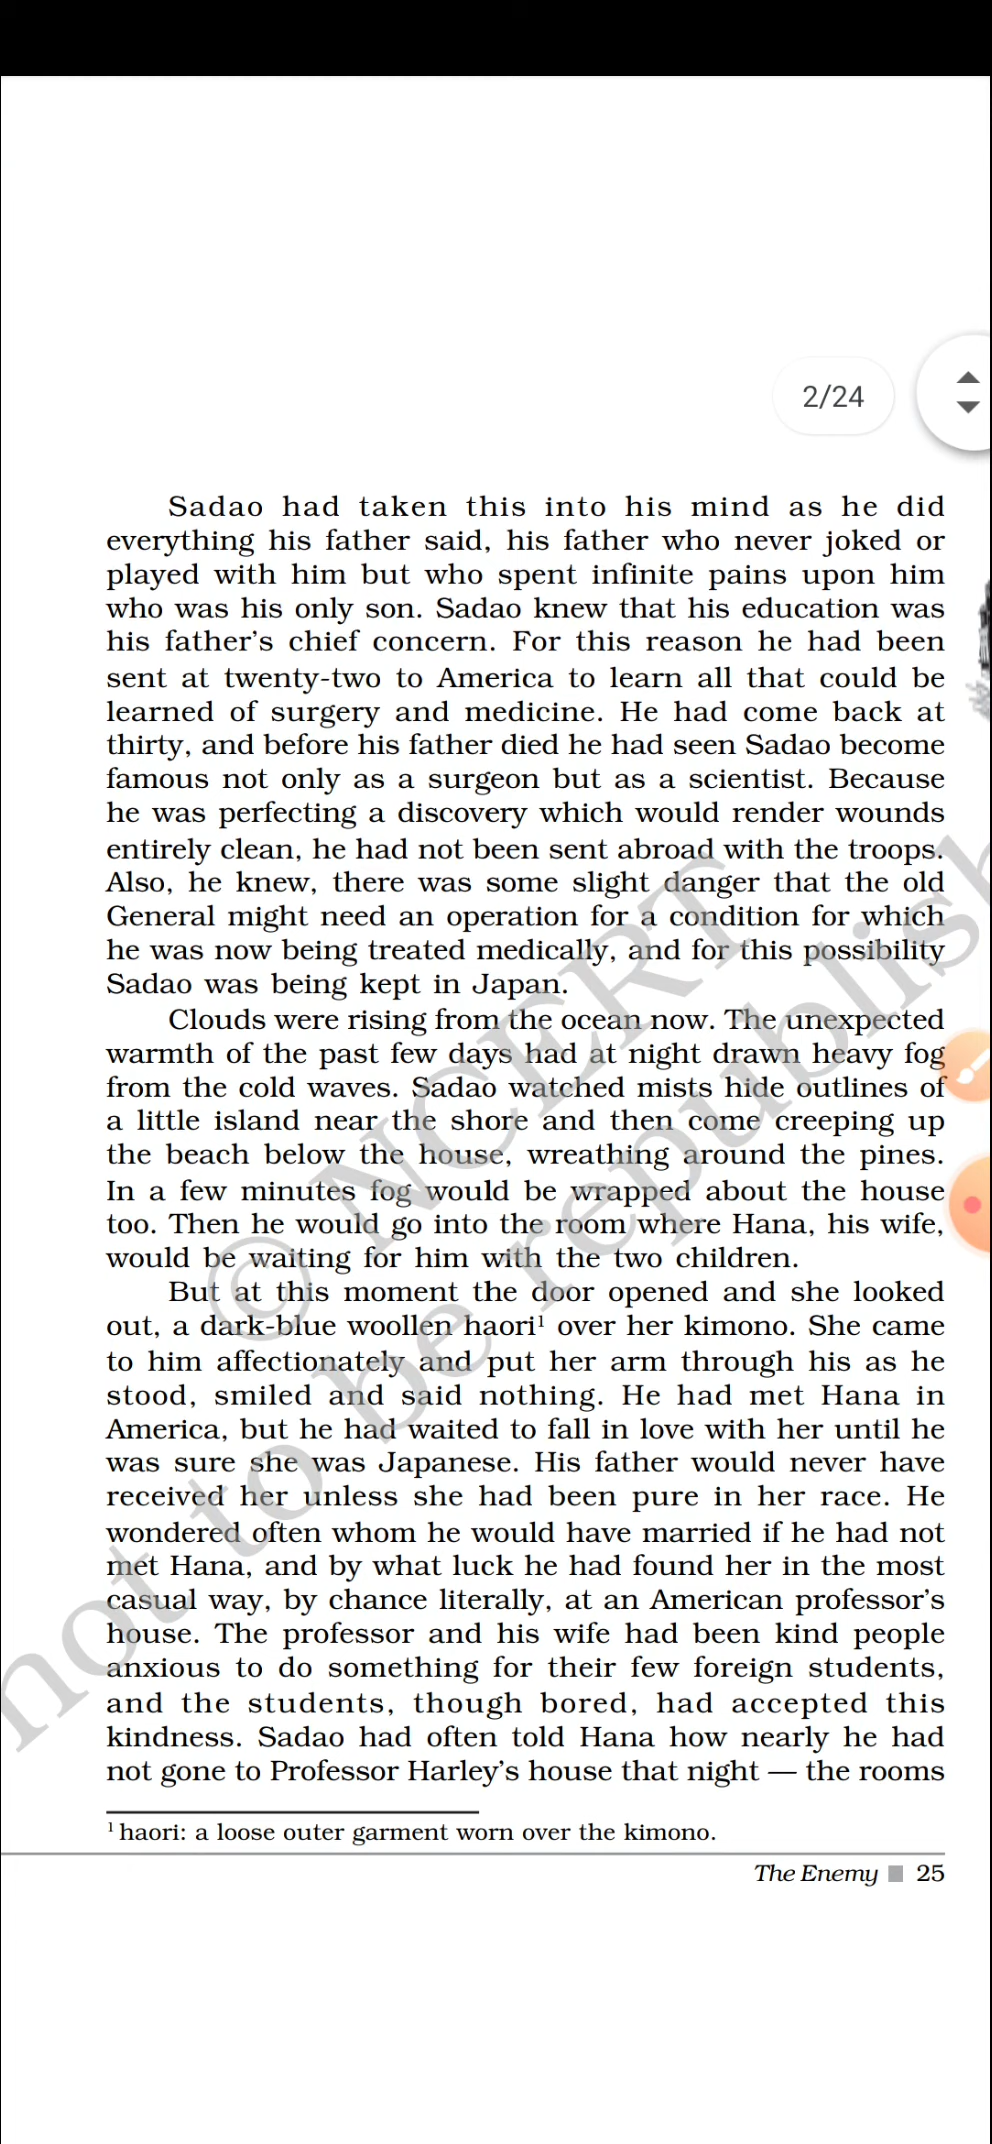 2/24
Sadao had taken this into his mind as he did
everything his father said, his father who never joked or
played with him but who spent infinite pains upon him
who was his only son. Sadao knew that his education was
his father's chief concern. For this reason he had been
sent at twenty-two to America to learn all that could be
learned of surgery and medicine. He had come back at
thirty, and before his father died he had seen Sadao become
famous not only as a surgeon but as a scientist. Because
he was perfecting a discovery which would render wounds
entirely clean, he had not been sent abroad with the troops.
Also, he knew, there was some slight danger that the old
General might need an operation for a condition for which
he was now being treated medically, and for this possibility
Sadao was being kept in Japan.
Clouds were rising from the ocean now. The unexpected
warmth of the past few days had at night drawn heavy fog
from the cold waves. Sadao watched mists hide outlines of
a little island near the shore and then come creeping up
the beach below the house, wreathing around the pines.
In a few minutes fog would be wrapped about the house
too. Then he would go into the room where Hana, his wife,
would be waiting for him with the two children.
But at this moment the door opened and she looked
out, a dark-blue woollen haori¹ over her kimono. She came
to him affectionately and put her arm through his as he
stood, smiled and said nothing. He had met Hana in
America, but he had waited to fall in love with her until he
was sure she was Japanese. His father would never have
received her unless she had been pure in her race. He
wondered often whom he would have married if he had not
met Hana, and by what luck he had found her in the most
casual way, by chance literally, at an American professor's
house. The professor and his wife had been kind people
anxious to do something for their few foreign students,
and the students, though bored, had accepted this
kindness. Sadao had often told Hana how nearly he had
not gone to Professor Harley's house that night — the rooms
¹ haori: a loose outer garment worn over the kimono.
The Enemy ■ 25
© NCERT
not to be republish